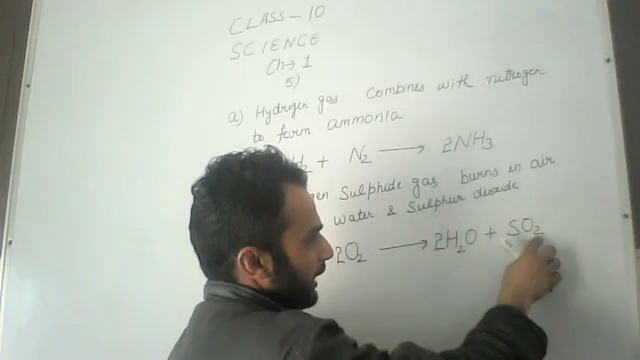 CLASS - 10
SCIENCE
Ch → 1
5)
a) Hydrogen gas combines with nitrogen
to form ammonia
H₂ + N₂ → 2NH₃
Sulphide gas burns in air
water & Sulphur dioxide
2O₂ → 2H₂O + SO₂